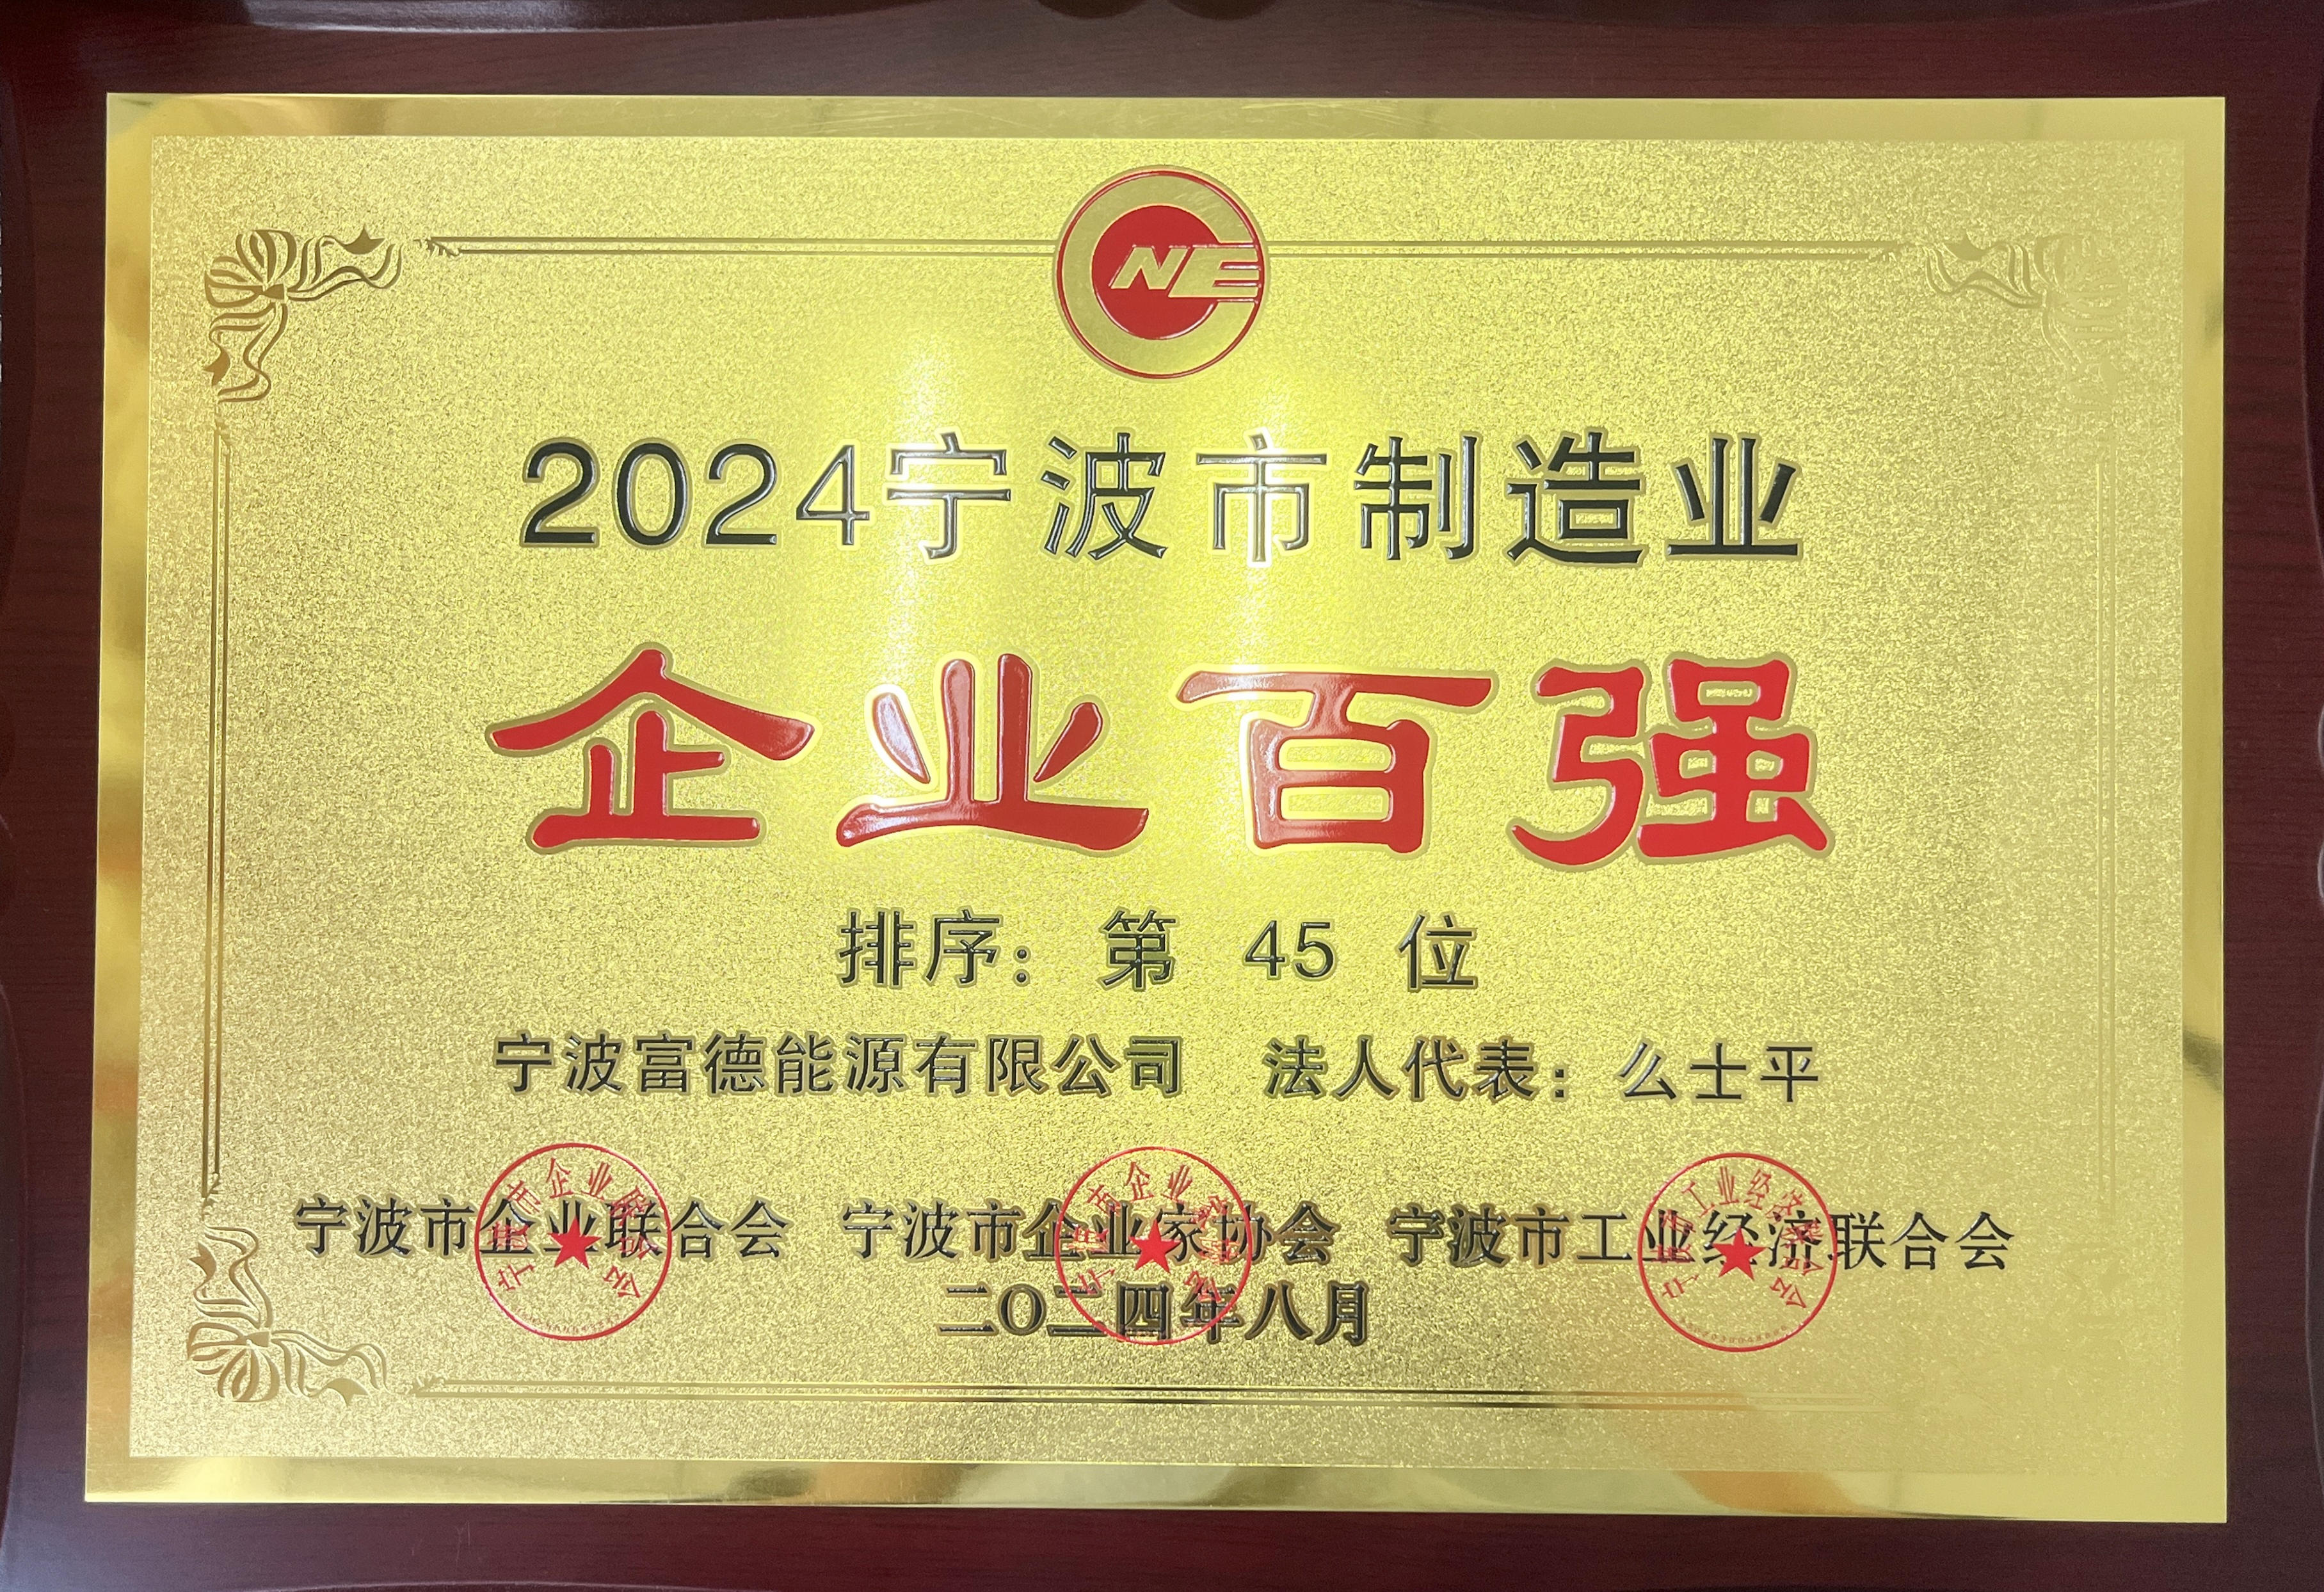 CNE
2024宁波市制造业
企业百强
排序：第 45 位
宁波富德能源有限公司 法人代表：么士平
宁波市企业联合会 宁波市企业家协会 宁波市工业经济联合会
二〇二四年八月